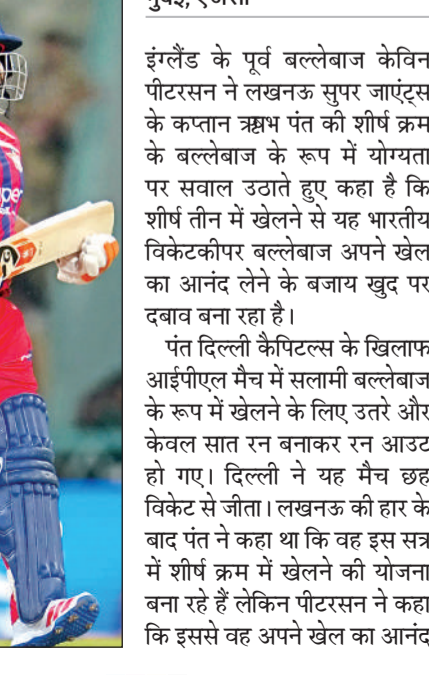 मुंबई, एजेंसी
इंग्लैंड के पूर्व बल्लेबाज केविन
पीटरसन ने लखनऊ सुपर जाएंट्स
के कप्तान ऋषभ पंत की शीर्ष क्रम
के बल्लेबाज के रूप में योग्यता
पर सवाल उठाते हुए कहा है कि
शीर्ष तीन में खेलने से यह भारतीय
विकेटकीपर बल्लेबाज अपने खेल
का आनंद लेने के बजाय खुद पर
दबाव बना रहा है।
पंत दिल्ली कैपिटल्स के खिलाफ
आईपीएल मैच में सलामी बल्लेबाज
के रूप में खेलने के लिए उतरे और
केवल सात रन बनाकर रन आउट
हो गए। दिल्ली ने यह मैच छह
विकेट से जीता। लखनऊ की हार के
बाद पंत ने कहा था कि वह इस सत्र
में शीर्ष क्रम में खेलने की योजना
बना रहे हैं लेकिन पीटरसन ने कहा
कि इससे वह अपने खेल का आनंद